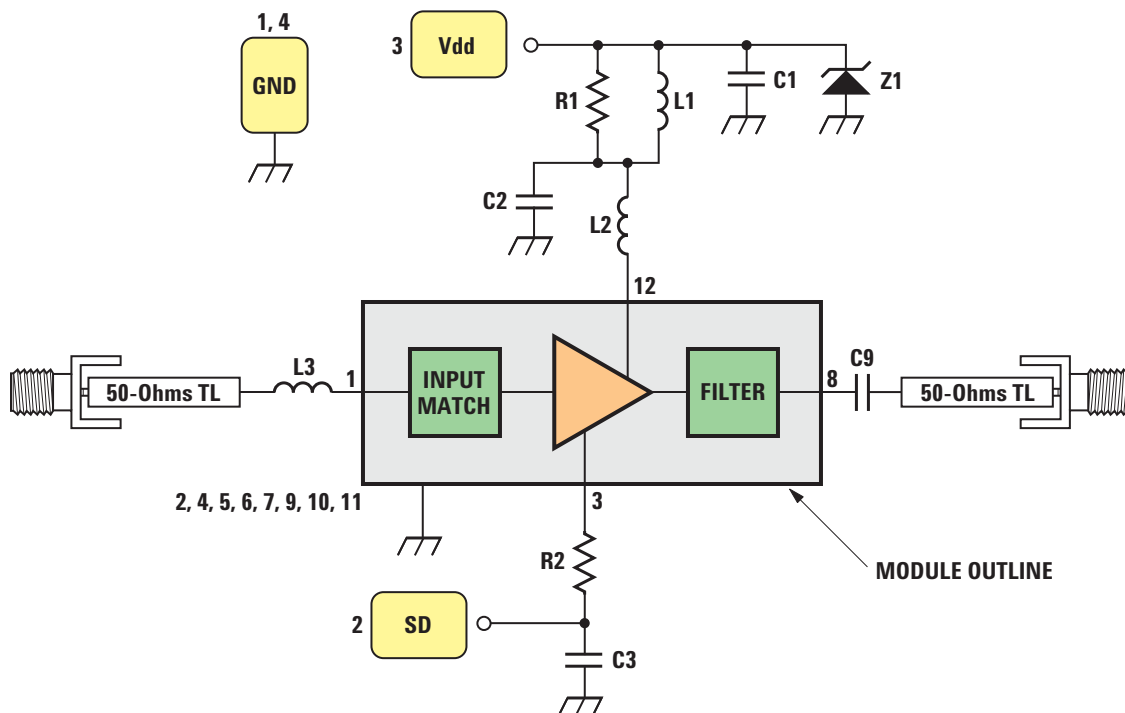 1, 4
GND
3
Vdd
R1
L1
C1
Z1
C2
L2
12
50-Ohms TL
L3
1
INPUT
MATCH
FILTER
8
C9
50-Ohms TL
2, 4, 5, 6, 7, 9, 10, 11
3
R2
MODULE OUTLINE
2
SD
C3